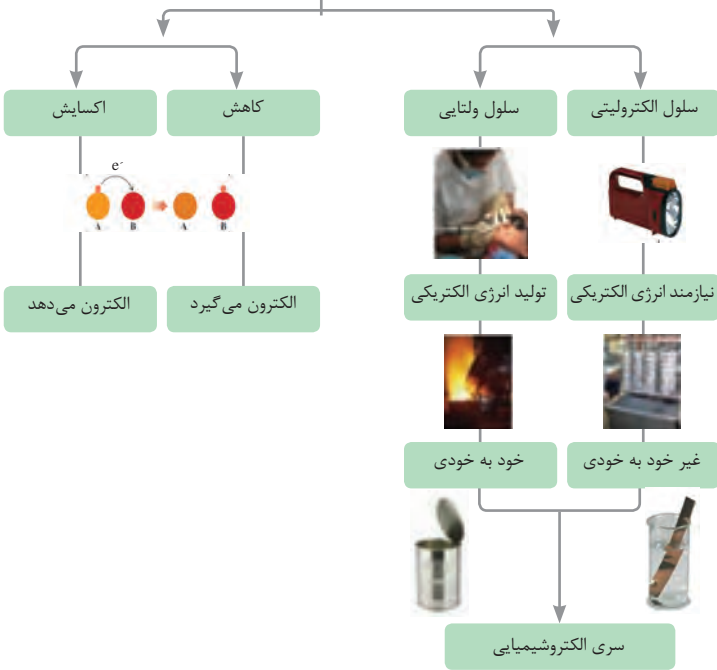 سلول الکترولیتی
سلول ولتایی
کاهش
اکسایش
e⁻
A B A B
نیازمند انرژی الکتریکی
تولید انرژی الکتریکی
الکترون می‌گیرد
الکترون می‌دهد
غیر خود به خودی
خود به خودی
سری الکتروشیمیایی